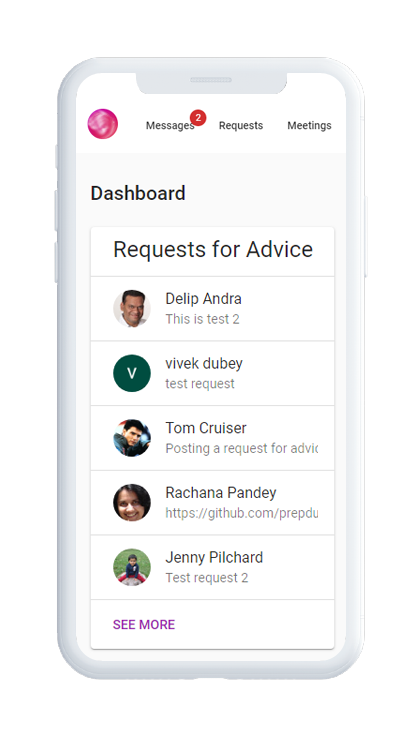 Messages 2 Requests Meetings
Dashboard
Requests for Advice
Delip Andra
This is test 2
V
vivek dubey
test request
Tom Cruiser
Posting a request for advic
Rachana Pandey
https://github.com/prepdu
Jenny Pilchard
Test request 2
SEE MORE